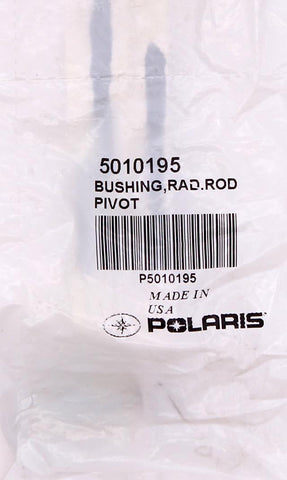 5010195
BUSHING,RAD.ROD
PIVOT
P5010195
MADE IN
USA
POLARIS